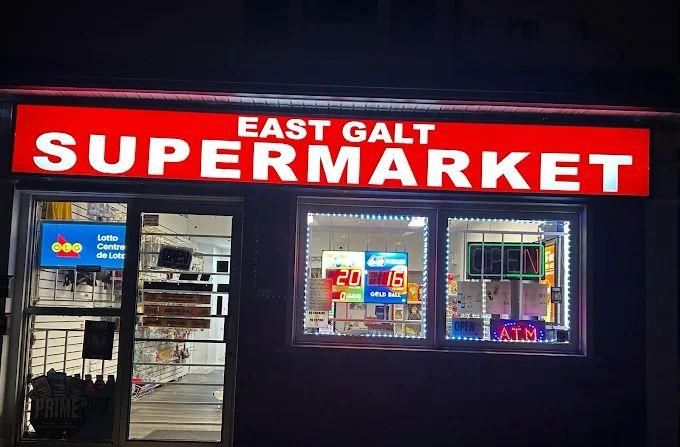 EAST GALT
SUPERMARKET
OLG
Lotto
Centre
de Loto
20
16
GOLD BALL
OPEN
OPEN
ATM
PRIME